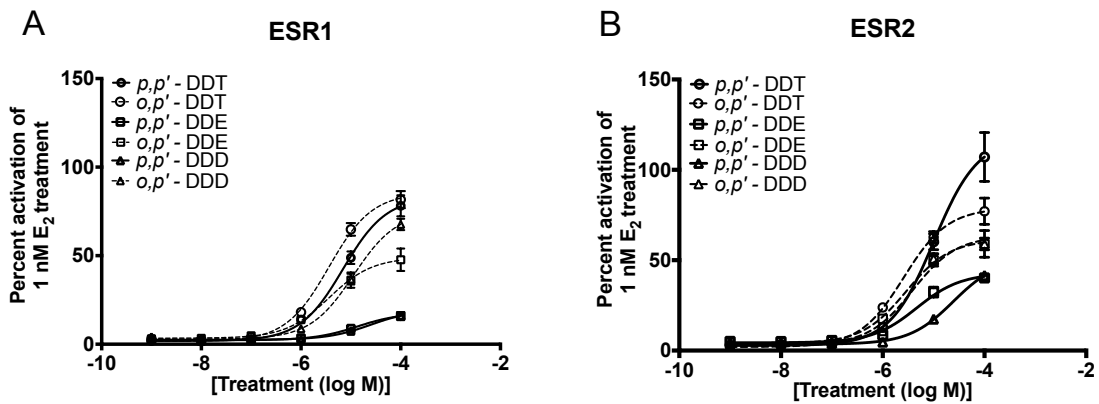 A
ESR1
Percent activation of
1 nM E₂ treatment
150
100
50
0
p,p' - DDT
o,p' - DDT
p,p' - DDE
o,p' - DDE
p,p' - DDD
o,p' - DDD
-10
-8
-6
-4
-2
[Treatment (log M)]
B
ESR2
Percent activation of
1 nM E₂ treatment
150
100
50
0
p,p' - DDT
o,p' - DDT
p,p' - DDE
o,p' - DDE
p,p' - DDD
o,p' - DDD
-10
-8
-6
-4
-2
[Treatment (log M)]